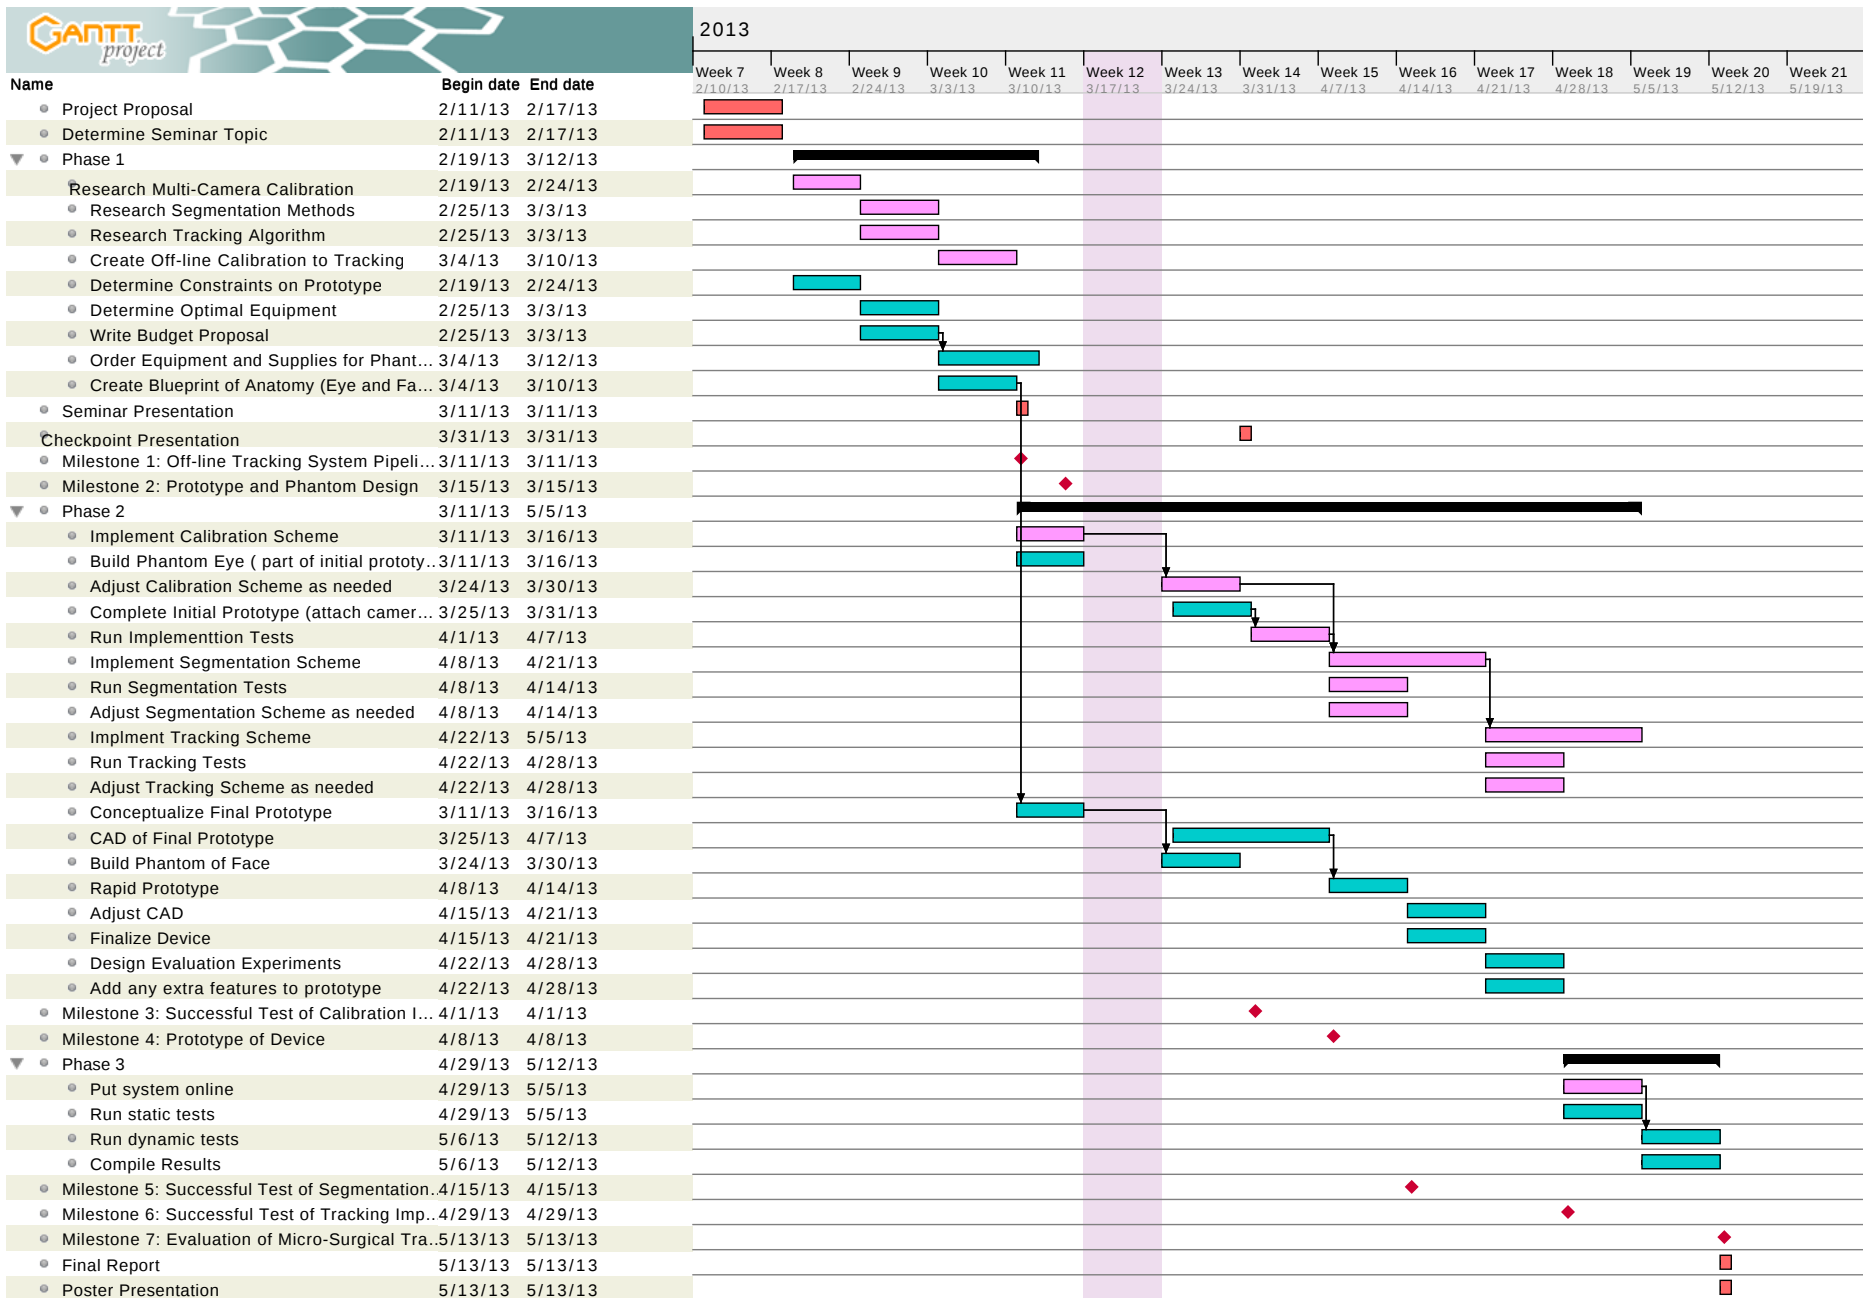 GANTT
project
2013
Week 7 Week 8 Week 9 Week 10 Week 11 Week 12 Week 13 Week 14 Week 15 Week 16 Week 17 Week 18 Week 19 Week 20 Week 21
Name Begin date End date 2/10/13 2/17/13 2/24/13 3/3/13 3/10/13 3/17/13 3/24/13 3/31/13 4/7/13 4/14/13 4/21/13 4/28/13 5/5/13 5/12/13 5/19/13
Project Proposal 2/11/13 2/17/13
Determine Seminar Topic 2/11/13 2/17/13
Phase 1 2/19/13 3/12/13
Research Multi-Camera Calibration 2/19/13 2/24/13
Research Segmentation Methods 2/25/13 3/3/13
Research Tracking Algorithm 2/25/13 3/3/13
Create Off-line Calibration to Tracking 3/4/13 3/10/13
Determine Constraints on Prototype 2/19/13 2/24/13
Determine Optimal Equipment 2/25/13 3/3/13
Write Budget Proposal 2/25/13 3/3/13
Order Equipment and Supplies for Phant... 3/4/13 3/12/13
Create Blueprint of Anatomy (Eye and Fa... 3/4/13 3/10/13
Seminar Presentation 3/11/13 3/11/13
Checkpoint Presentation 3/31/13 3/31/13
Milestone 1: Off-line Tracking System Pipeli... 3/11/13 3/11/13
Milestone 2: Prototype and Phantom Design 3/15/13 3/15/13
Phase 2 3/11/13 5/5/13
Implement Calibration Scheme 3/11/13 3/16/13
Build Phantom Eye ( part of initial prototy.. 3/11/13 3/16/13
Adjust Calibration Scheme as needed 3/24/13 3/30/13
Complete Initial Prototype (attach camer... 3/25/13 3/31/13
Run Implementtion Tests 4/1/13 4/7/13
Implement Segmentation Scheme 4/8/13 4/21/13
Run Segmentation Tests 4/8/13 4/14/13
Adjust Segmentation Scheme as needed 4/8/13 4/14/13
Implment Tracking Scheme 4/22/13 5/5/13
Run Tracking Tests 4/22/13 4/28/13
Adjust Tracking Scheme as needed 4/22/13 4/28/13
Conceptualize Final Prototype 3/11/13 3/16/13
CAD of Final Prototype 3/25/13 4/7/13
Build Phantom of Face 3/24/13 3/30/13
Rapid Prototype 4/8/13 4/14/13
Adjust CAD 4/15/13 4/21/13
Finalize Device 4/15/13 4/21/13
Design Evaluation Experiments 4/22/13 4/28/13
Add any extra features to prototype 4/22/13 4/28/13
Milestone 3: Successful Test of Calibration I... 4/1/13 4/1/13
Milestone 4: Prototype of Device 4/8/13 4/8/13
Phase 3 4/29/13 5/12/13
Put system online 4/29/13 5/5/13
Run static tests 4/29/13 5/5/13
Run dynamic tests 5/6/13 5/12/13
Compile Results 5/6/13 5/12/13
Milestone 5: Successful Test of Segmentation.. 4/15/13 4/15/13
Milestone 6: Successful Test of Tracking Imp.. 4/29/13 4/29/13
Milestone 7: Evaluation of Micro-Surgical Tra.. 5/13/13 5/13/13
Final Report 5/13/13 5/13/13
Poster Presentation 5/13/13 5/13/13